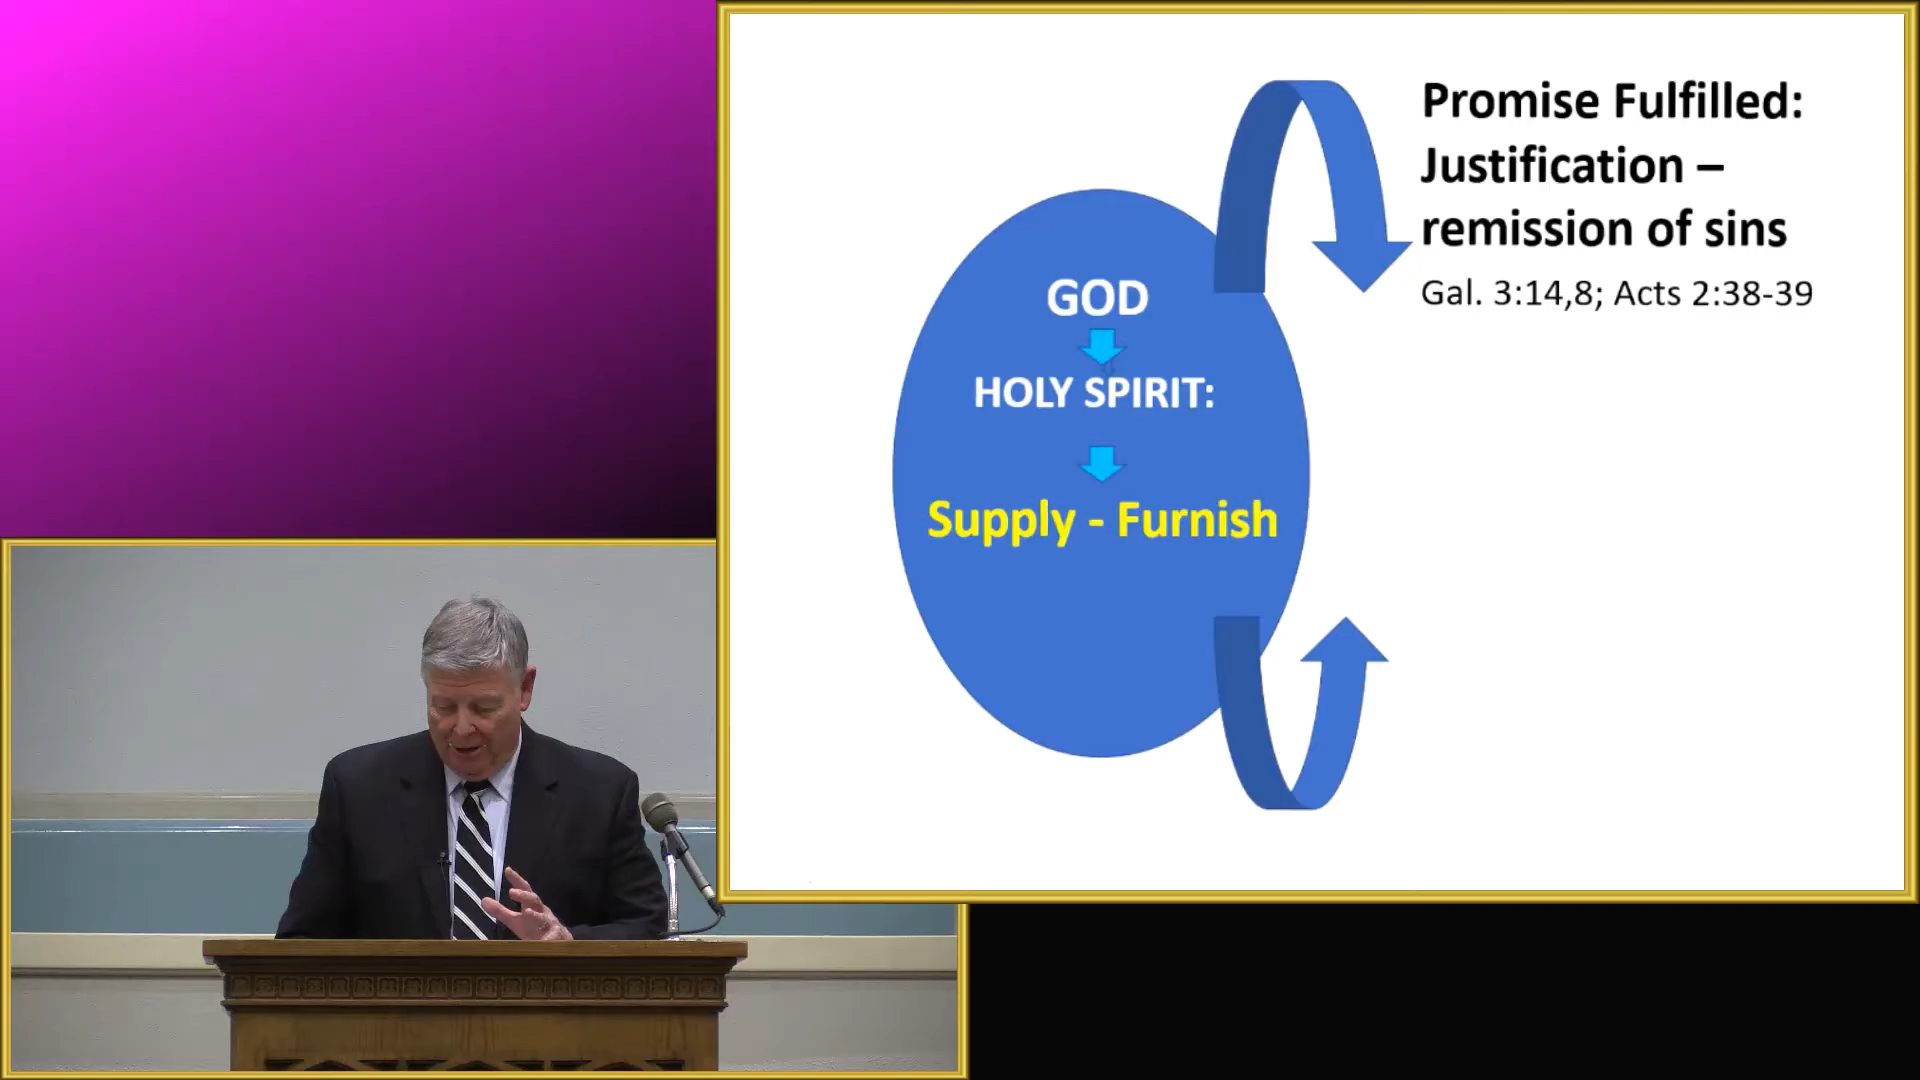 GOD
HOLY SPIRIT:
Supply - Furnish
Promise Fulfilled:
Justification –
remission of sins
Gal. 3:14,8; Acts 2:38-39